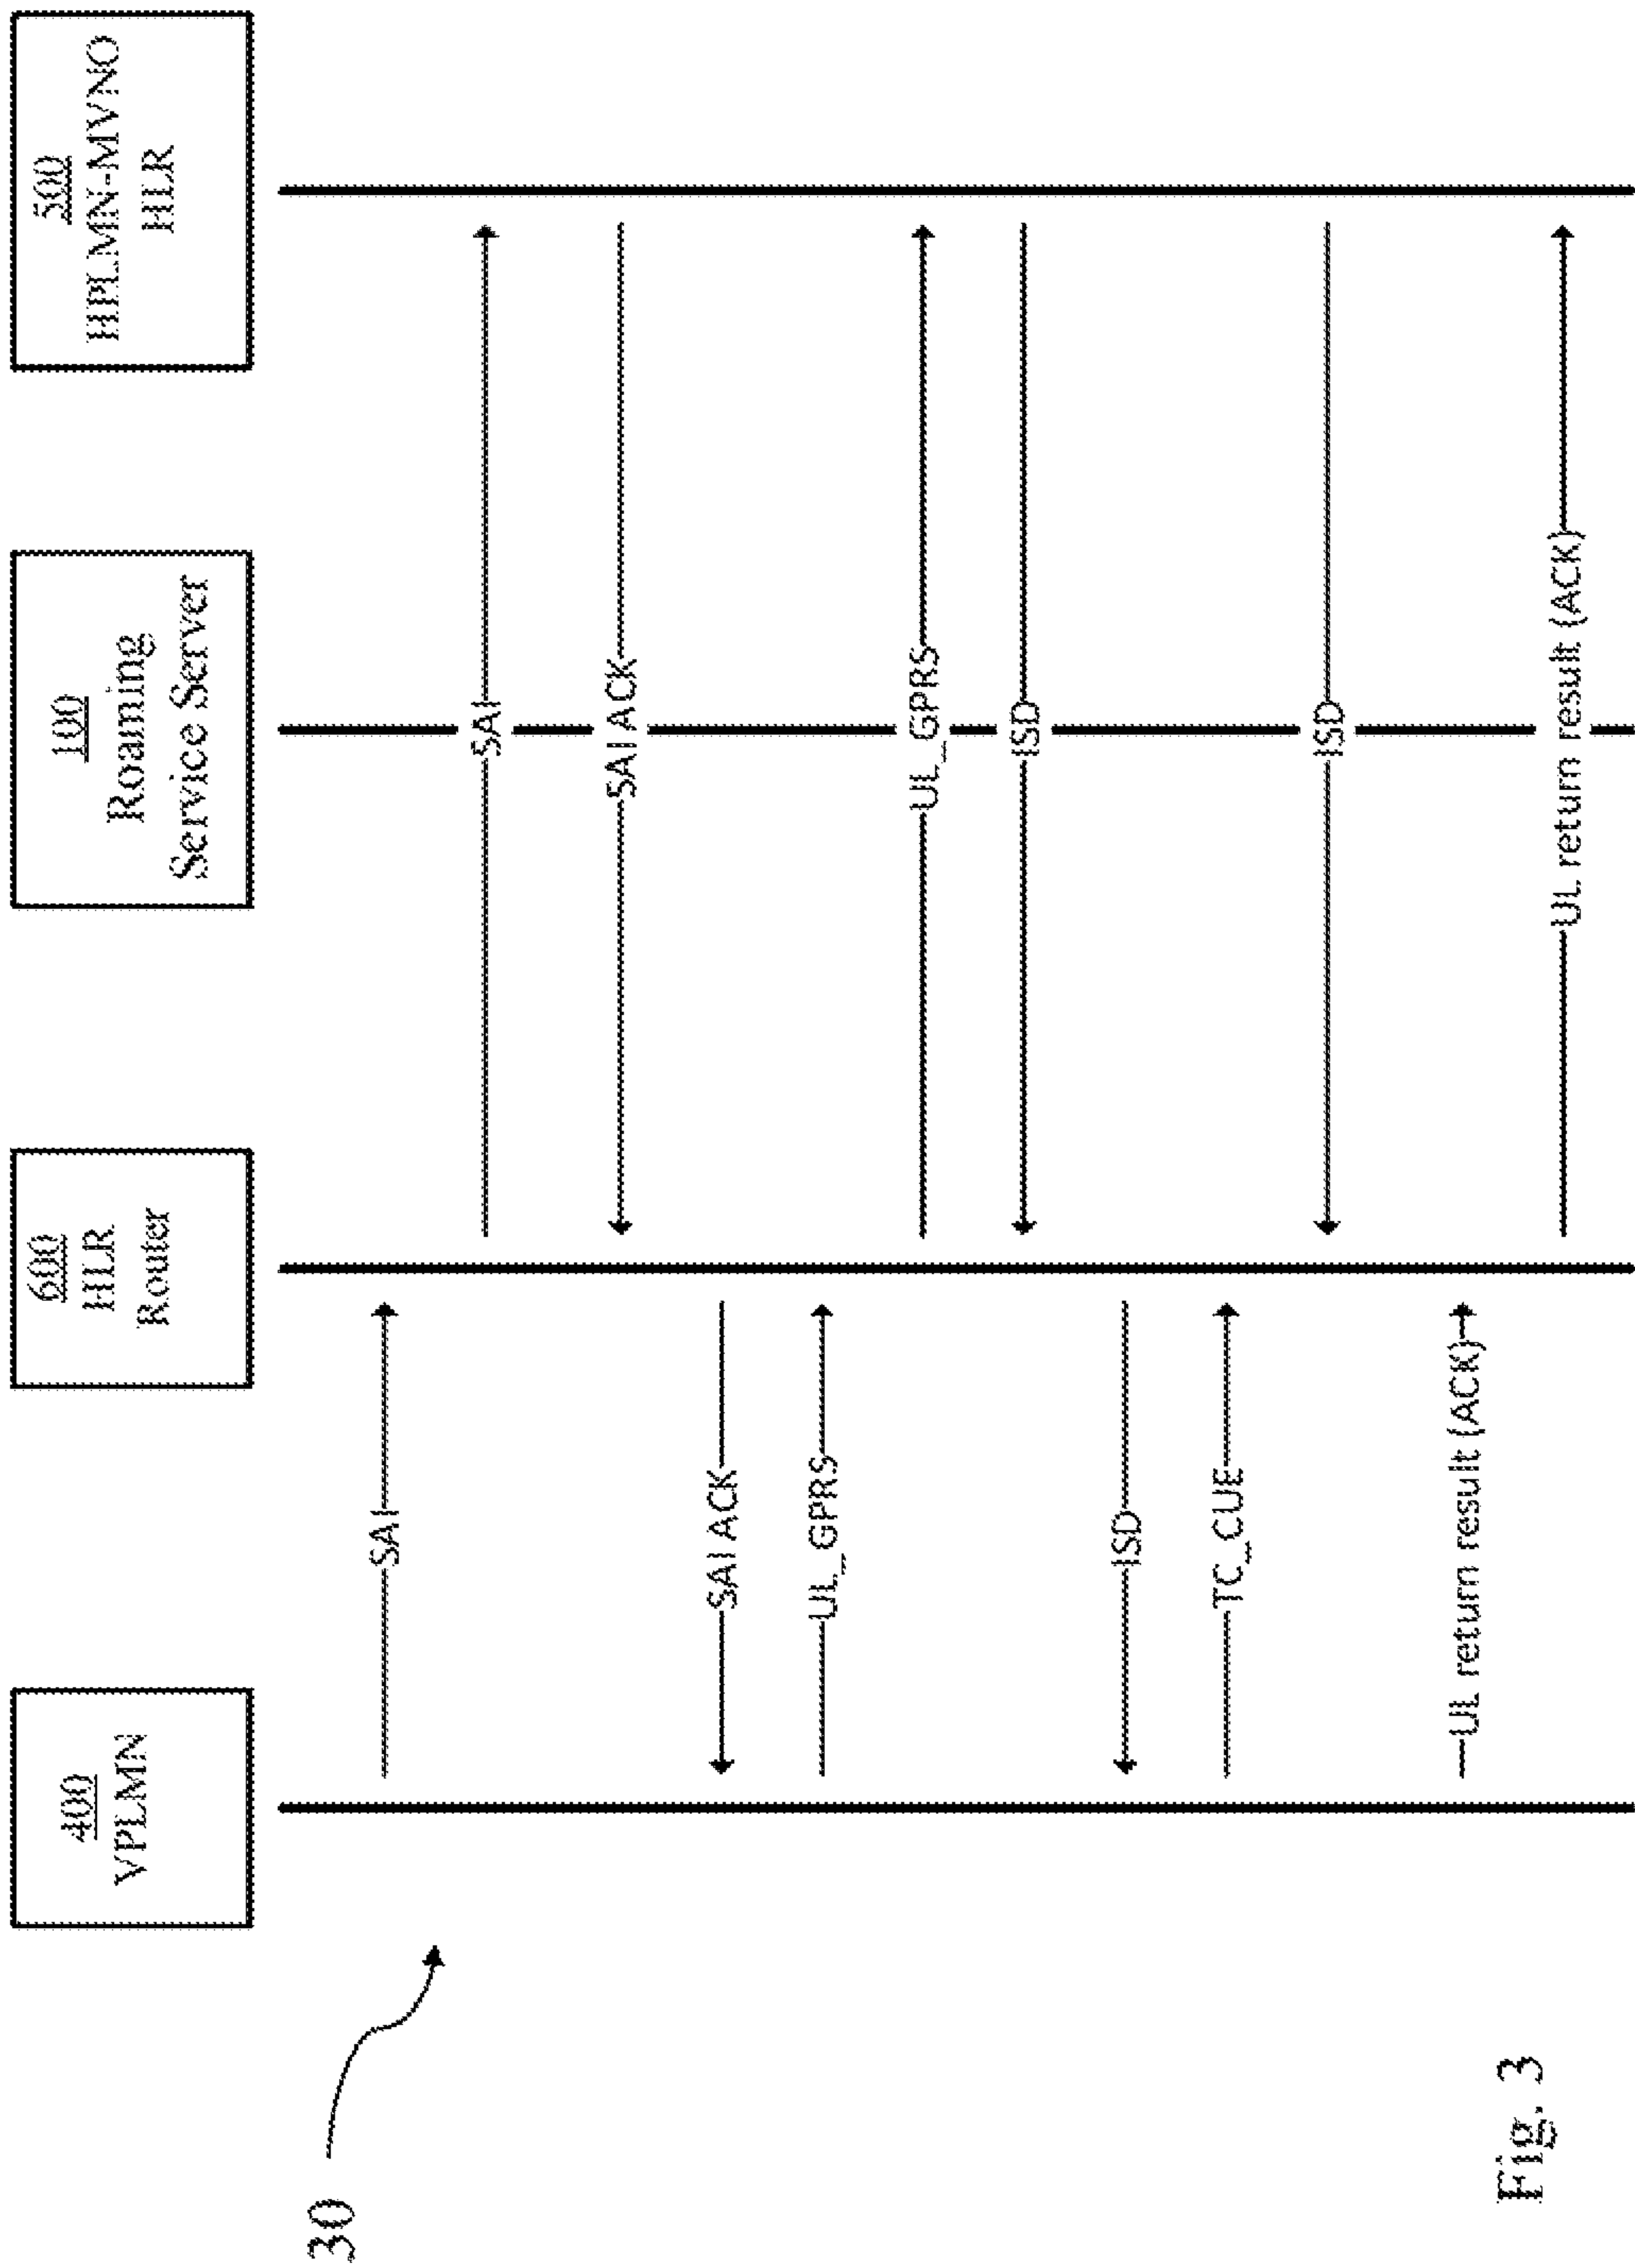 400
VPLMN
600
HLR
Router
100
Roaming
Service Server
500
HPLMN-MVNO
HLR
30
SAI
SAI
SAI ACK
SAI ACK
UL_GPRS
UL_GPRS
ISD
ISD
TC_CUE
ISD
UL return result (ACK)
UL return result (ACK)
Fig. 3